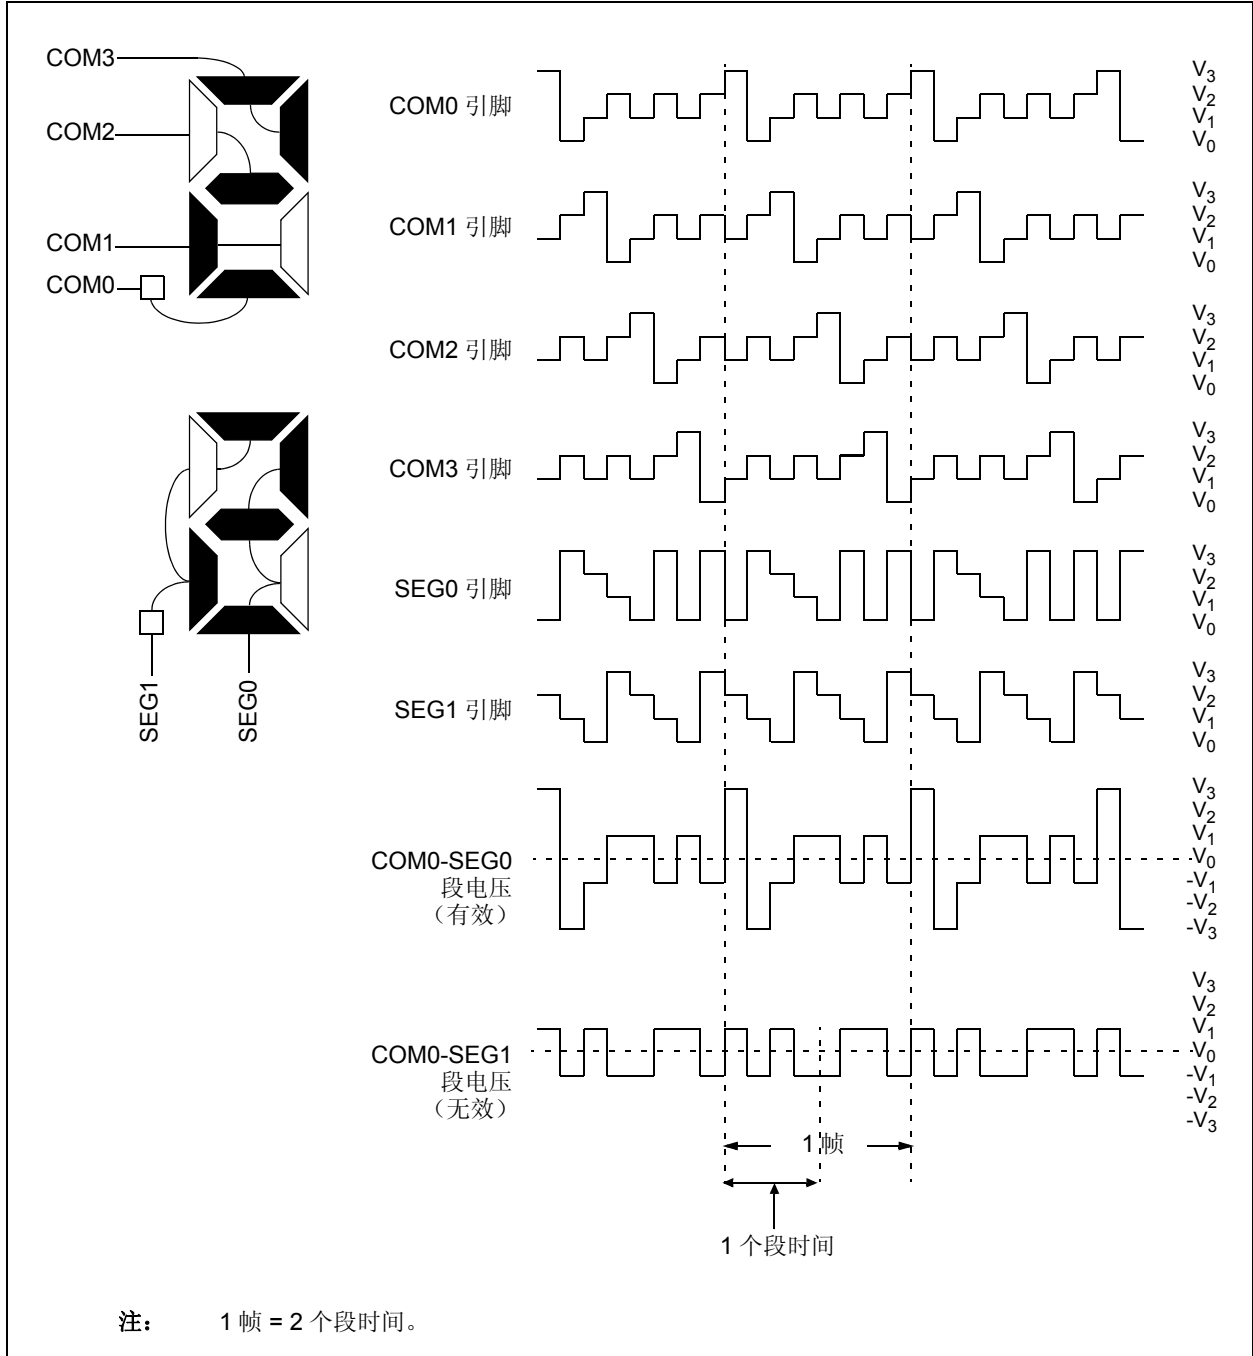 COM3
COM2
COM1
COM0
SEG1
SEG0
COM0 引脚
V3
V2
V1
V0
COM1 引脚
V3
V2
V1
V0
COM2 引脚
V3
V2
V1
V0
COM3 引脚
V3
V2
V1
V0
SEG0 引脚
V3
V2
V1
V0
SEG1 引脚
V3
V2
V1
V0
COM0-SEG0
段电压
（有效）
V3
V2
V1
V0
-V1
-V2
-V3
COM0-SEG1
段电压
（无效）
V3
V2
V1
V0
-V1
-V2
-V3
1 帧
1 个段时间
注： 1 帧 = 2 个段时间。